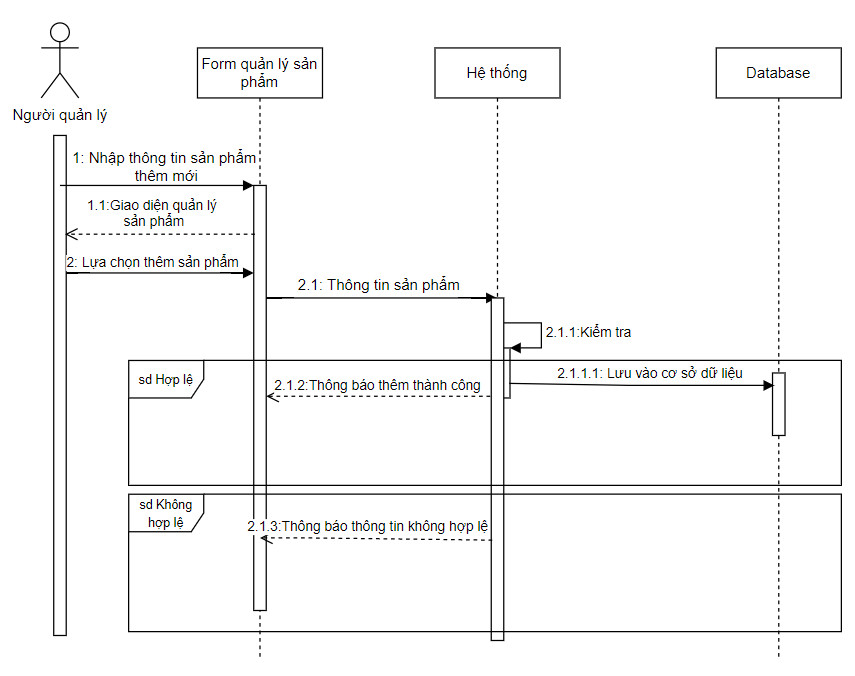 Form quản lý sản
phẩm
Hệ thống
Database
Người quản lý
1: Nhập thông tin sản phẩm
thêm mới
1.1:Giao diện quản lý
sản phẩm
2: Lựa chọn thêm sản phẩm
2.1: Thông tin sản phẩm
2.1.1:Kiểm tra
sd Hợp lệ
2.1.1.1: Lưu vào cơ sở dữ liệu
2.1.2:Thông báo thêm thành công
sd Không
hợp lệ
2.1.3:Thông báo thông tin không hợp lệ